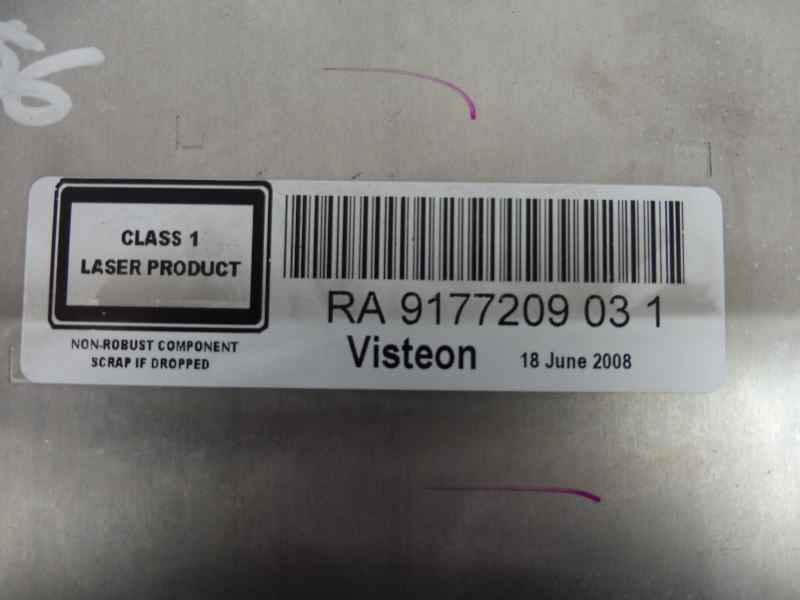 CLASS 1
LASER PRODUCT
NON-ROBUST COMPONENT
SCRAP IF DROPPED
RA 9177209 03 1
Visteon 18 June 2008